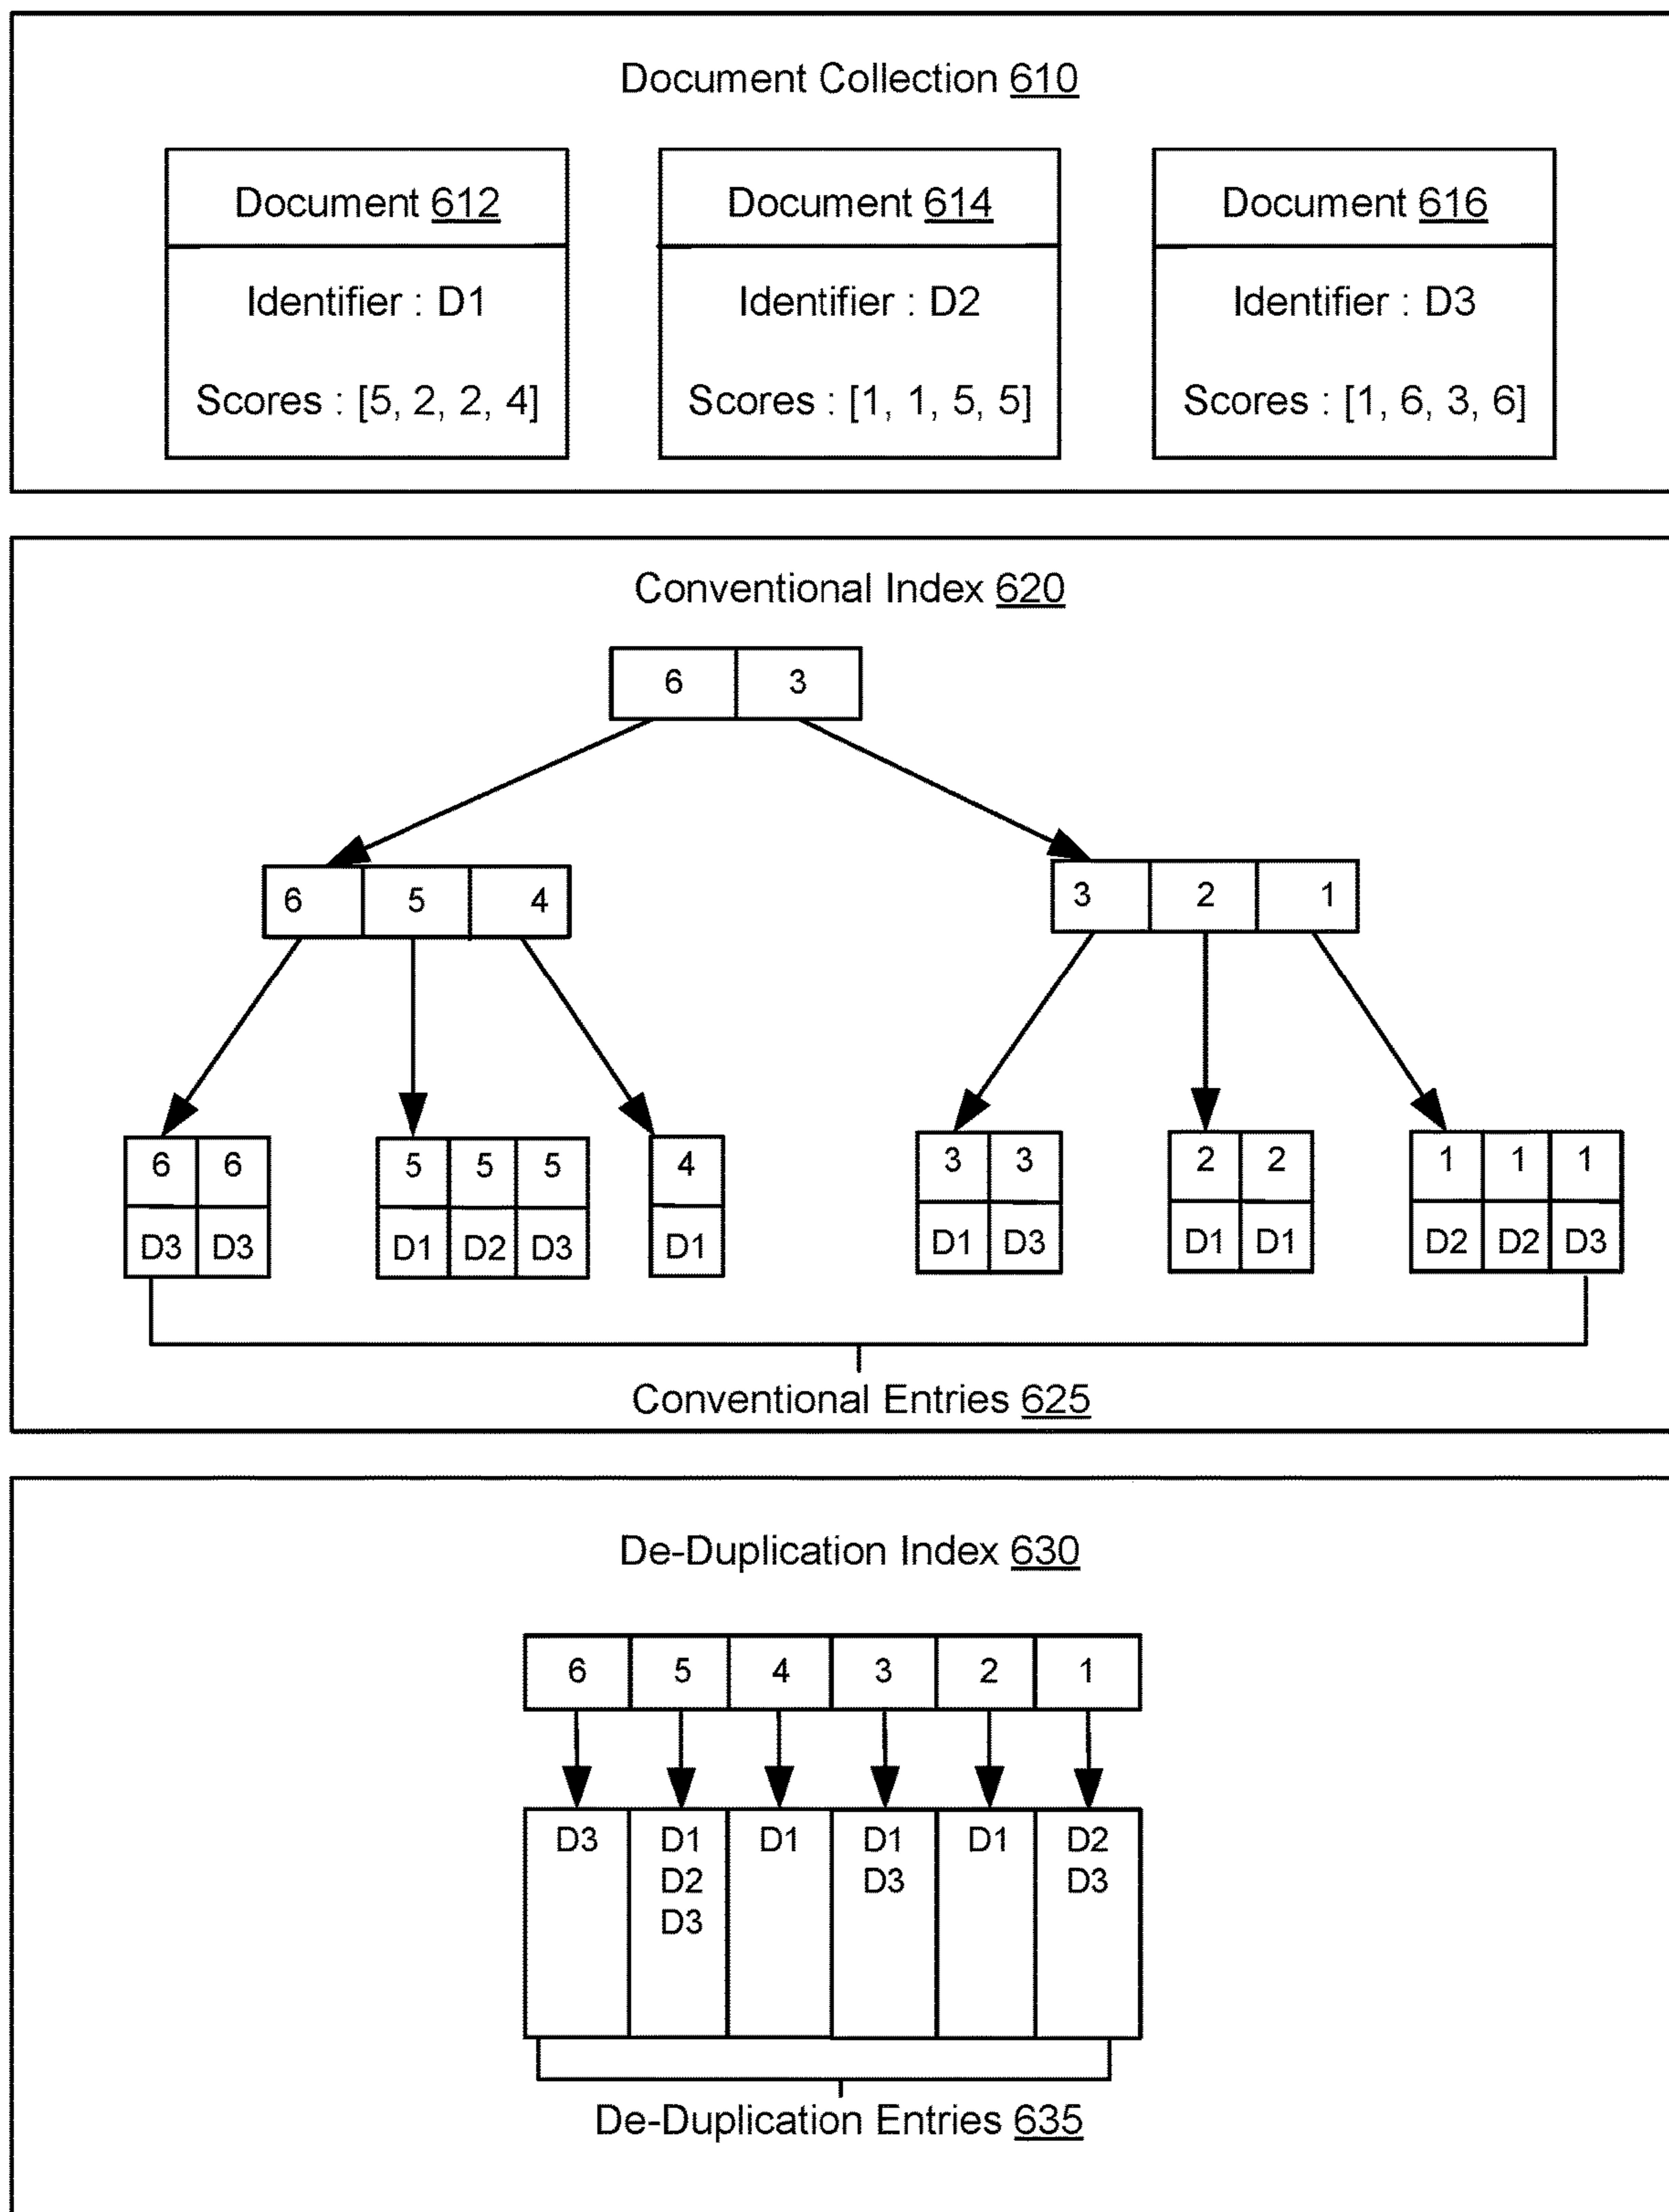 Document Collection 610
Document 612
Identifier : D1
Scores : [5, 2, 2, 4]
Document 614
Identifier : D2
Scores : [1, 1, 5, 5]
Document 616
Identifier : D3
Scores : [1, 6, 3, 6]
Conventional Index 620
6 3
6 5 4
3 2 1
6 6
D3 D3
5 5 5
D1 D2 D3
4
D1
3 3
D1 D3
2 2
D1 D1
1 1 1
D2 D2 D3
Conventional Entries 625
De-Duplication Index 630
6 5 4 3 2 1
D3 D1 D1 D1 D1 D2
D2 D3 D3
D3
De-Duplication Entries 635